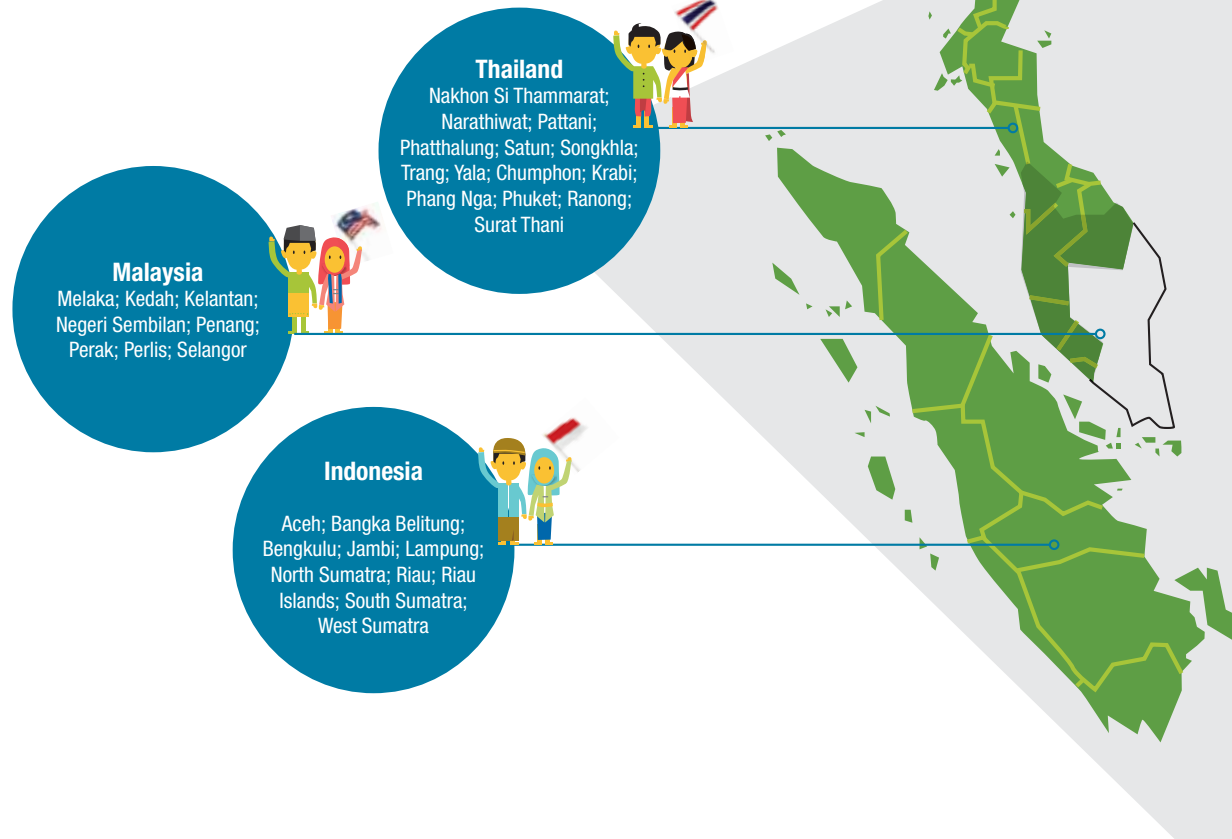 Thailand
Nakhon Si Thammarat;
Narathiwat; Pattani;
Phatthalung; Satun; Songkhla;
Trang; Yala; Chumphon; Krabi;
Phang Nga; Phuket; Ranong;
Surat Thani
Malaysia
Melaka; Kedah; Kelantan;
Negeri Sembilan; Penang;
Perak; Perlis; Selangor
Indonesia
Aceh; Bangka Belitung;
Bengkulu; Jambi; Lampung;
North Sumatra; Riau; Riau
Islands; South Sumatra;
West Sumatra